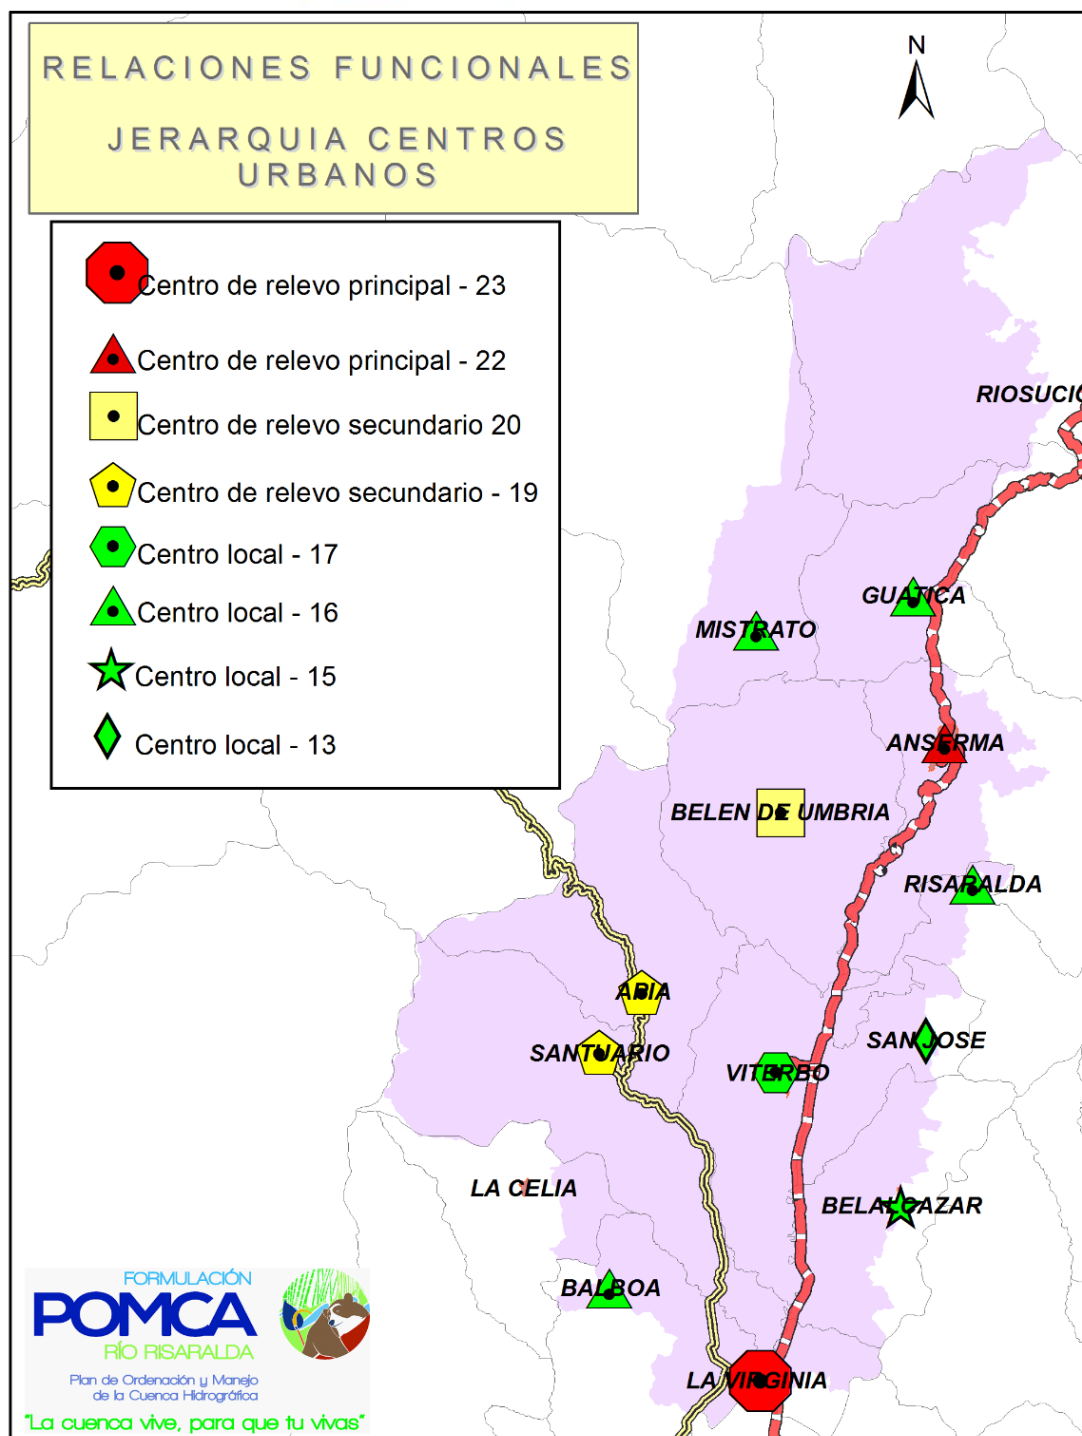 RELACIONES FUNCIONALES
JERARQUIA CENTROS
URBANOS
N
Centro de relevo principal - 23
Centro de relevo principal - 22
Centro de relevo secundário 20
Centro de relevo secundário - 19
Centro local - 17
Centro local - 16
Centro local - 15
Centro local - 13
RIOSUCIO
GUATICA
MISTRATO
ANSERMA
BELEN DE UMBRIA
RISARALDA
APIA
SANTUARIO
SAN JOSE
VITERBO
LA CELIA
BELALCAZAR
BALBOA
LA VIRGINIA
FORMULACIÓN
POMCA
RÍO RISARALDA
Plan de Ordenación y Manejo
de la Cuenca Hidrográfica
"La cuenca vive, para que tu vivas"